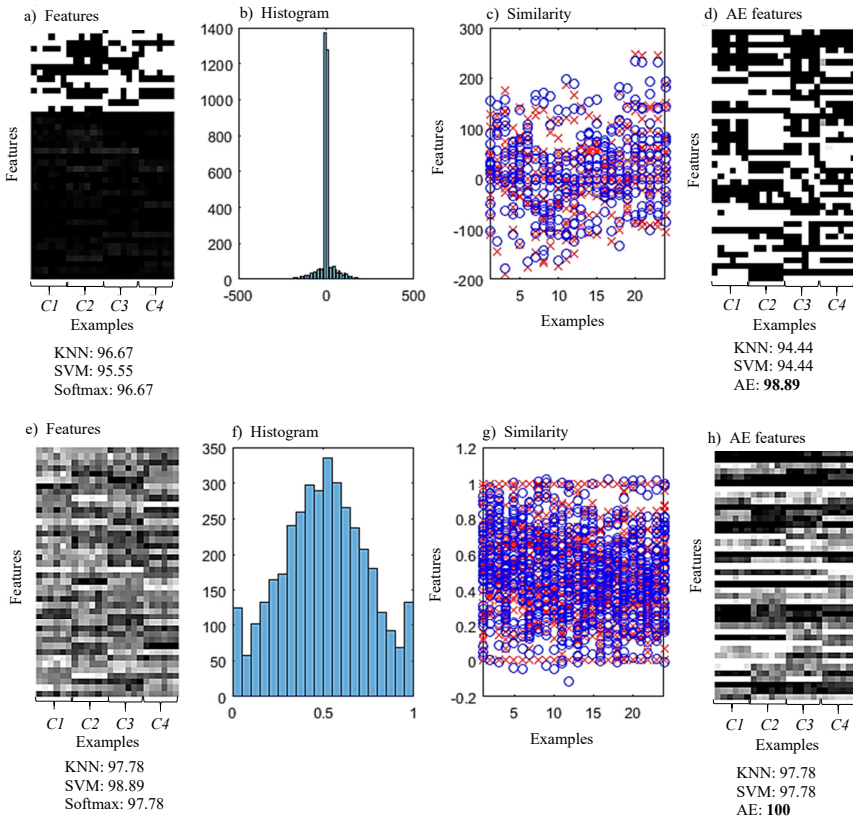 a) Features
b) Histogram
c) Similarity
d) AE features
Features
C1 C2 C3 C4
Examples
KNN: 96.67
SVM: 95.55
Softmax: 96.67
1400
1200
1000
800
600
400
200
0
-500 0 500
Features
300
200
100
0
-100
-200
5 10 15 20
Examples
Features
C1 C2 C3 C4
Examples
KNN: 94.44
SVM: 94.44
AE: 98.89
e) Features
f) Histogram
g) Similarity
h) AE features
Features
C1 C2 C3 C4
Examples
KNN: 97.78
SVM: 98.89
Softmax: 97.78
350
300
250
200
150
100
50
0
0 0.5 1
Features
1.2
1
0.8
0.6
0.4
0.2
0
-0.2
5 10 15 20
Examples
Features
C1 C2 C3 C4
Examples
KNN: 97.78
SVM: 97.78
AE: 100